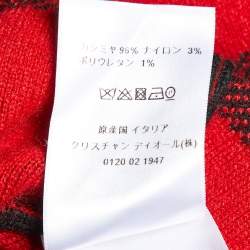 カシミヤ 96% ナイロン 3%
ポリウレタン 1%
原産国 イタリア
クリスチャン ディオール(株)
0120 02 1947